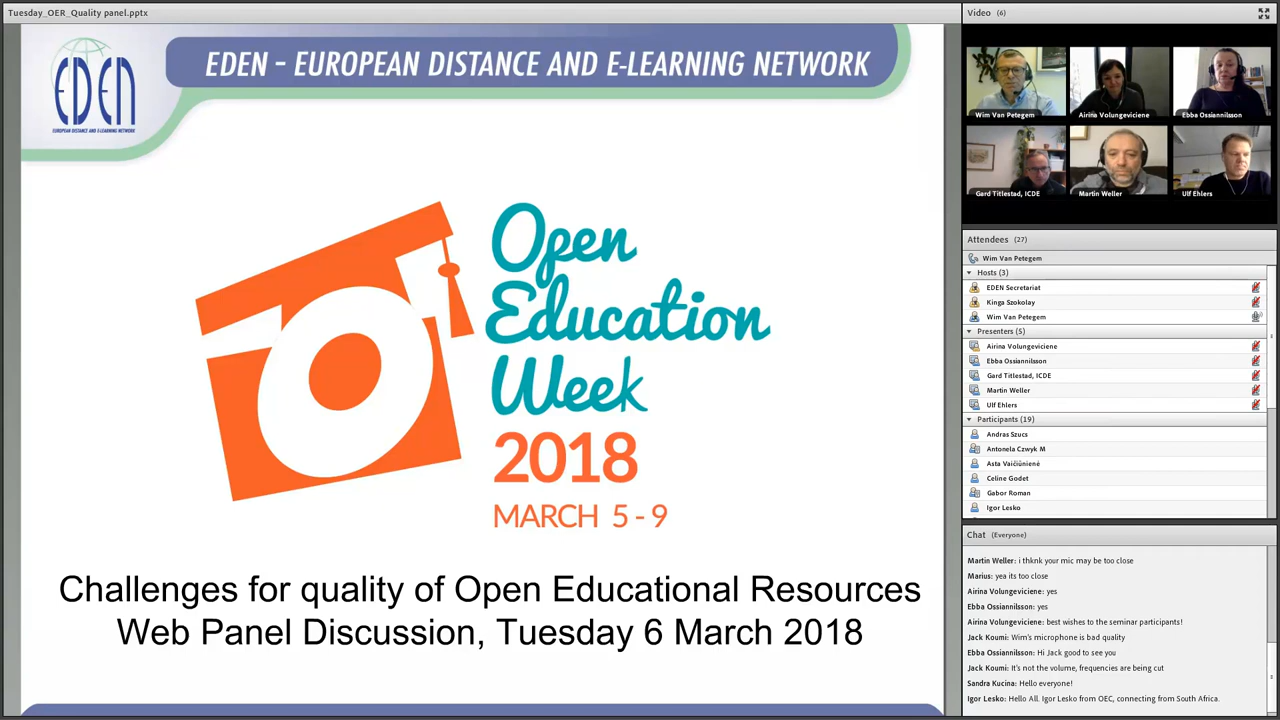 Tuesday_OER_Quality panel.pptx
EDEN
EUROPEAN DISTANCE AND E-LEARNING NETWORK
EDEN – EUROPEAN DISTANCE AND E-LEARNING NETWORK
Open
Education
Week
2018
MARCH 5 - 9
Challenges for quality of Open Educational Resources
Web Panel Discussion, Tuesday 6 March 2018
Video (6)
Wim Van Petegem
Airina Volungeviciene
Ebba Ossiannilsson
Gard Titlestad, ICDE
Martin Weller
Ulf Ehlers
Attendees (27)
Wim Van Petegem
Hosts (3)
EDEN Secretariat
Kinga Szokolay
Wim Van Petegem
Presenters (5)
Airina Volungeviciene
Ebba Ossiannilsson
Gard Titlestad, ICDE
Martin Weller
Ulf Ehlers
Participants (19)
Andras Szucs
Antonela Czwyk M
Asta Vaičiūnienė
Celine Godet
Gabor Roman
Igor Lesko
Chat (Everyone)
Martin Weller: i thknk your mic may be too close
Marius: yea its too close
Airina Volungeviciene: yes
Ebba Ossiannilsson: yes
Airina Volungeviciene: best wishes to the seminar participants!
Jack Koumi: Wim's microphone is bad quality
Ebba Ossiannilsson: Hi Jack good to see you
Jack Koumi: It's not the volume, frequencies are being cut
Sandra Kucina: Hello everyone!
Igor Lesko: Hello All. Igor Lesko from OEC, connecting from South Africa.